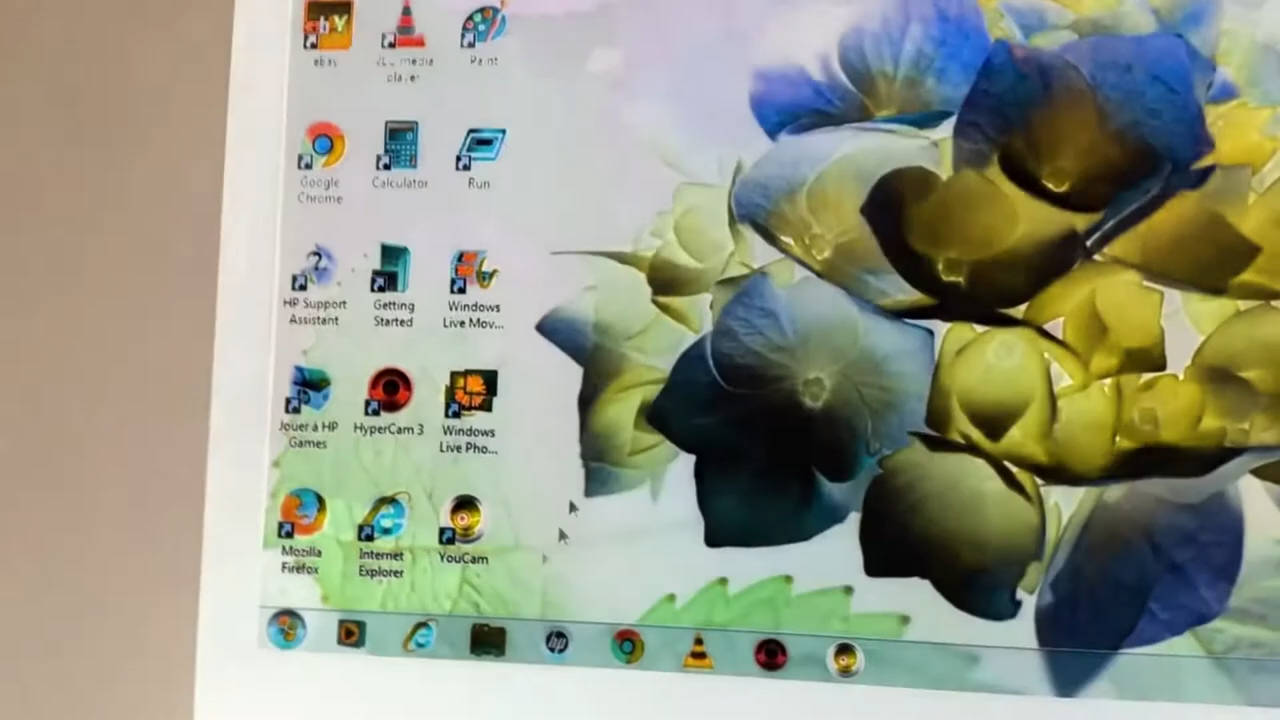 ebay
VLC media
player
Paint
Google
Chrome
Calculator
Run
HP Support
Assistant
Getting
Started
Windows
Live Mov...
Jouer à HP
Games
HyperCam 3
Windows
Live Pho...
Mozilla
Firefox
Internet
Explorer
YouCam
hp